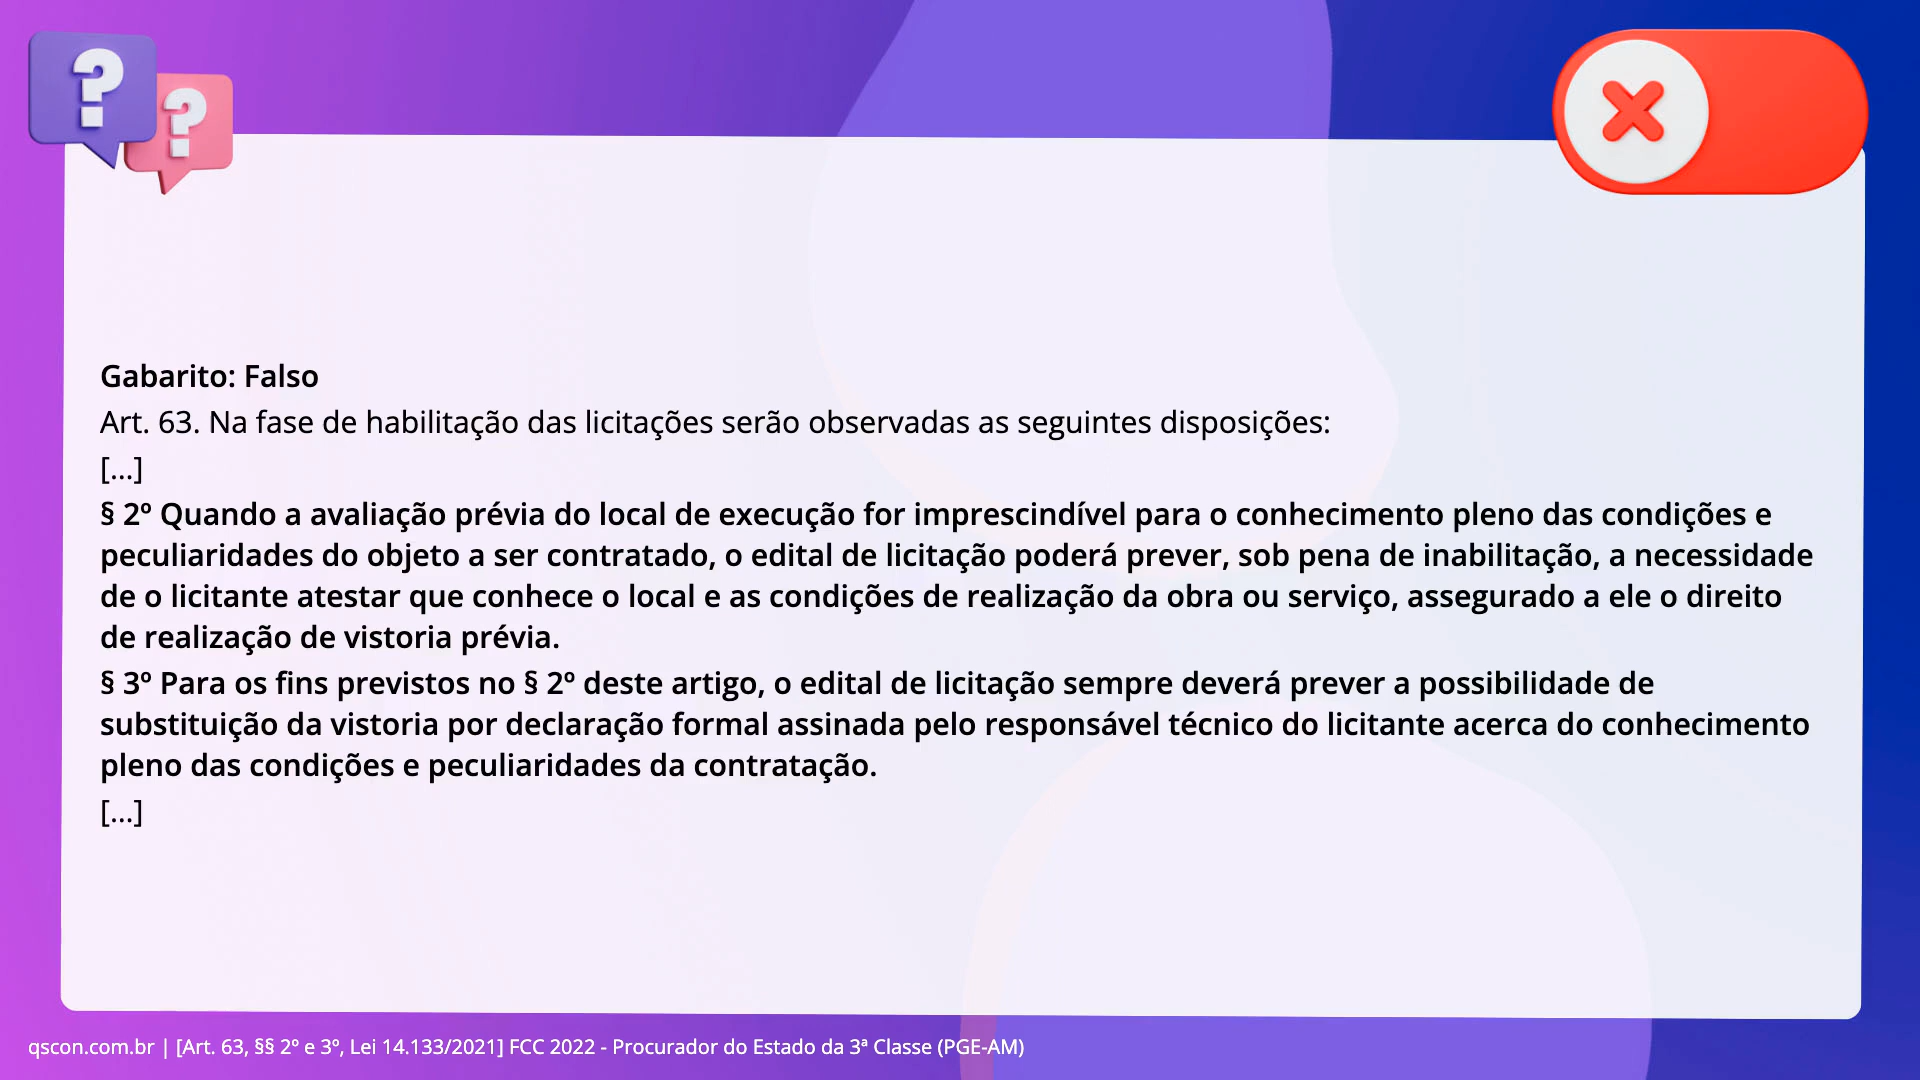 ? ?
Gabarito: Falso
Art. 63. Na fase de habilitação das licitações serão observadas as seguintes disposições:
[...]
§ 2º Quando a avaliação prévia do local de execução for imprescindível para o conhecimento pleno das condições e
peculiaridades do objeto a ser contratado, o edital de licitação poderá prever, sob pena de inabilitação, a necessidade
de o licitante atestar que conhece o local e as condições de realização da obra ou serviço, assegurado a ele o direito
de realização de vistoria prévia.
§ 3º Para os fins previstos no § 2º deste artigo, o edital de licitação sempre deverá prever a possibilidade de
substituição da vistoria por declaração formal assinada pelo responsável técnico do licitante acerca do conhecimento
pleno das condições e peculiaridades da contratação.
[...]
qscon.com.br | [Art. 63, §§ 2º e 3º, Lei 14.133/2021] FCC 2022 - Procurador do Estado da 3ª Classe (PGE-AM)